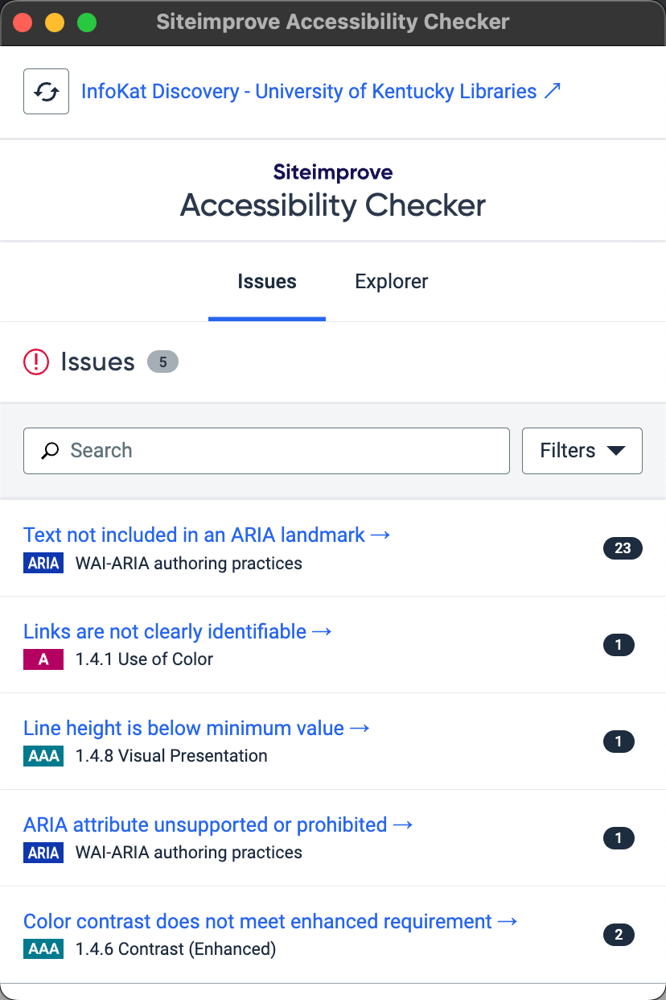 Siteimprove Accessibility Checker
InfoKat Discovery - University of Kentucky Libraries
Siteimprove
Accessibility Checker
Issues Explorer
Issues 5
Search Filters
Text not included in an ARIA landmark →
23
ARIA WAI-ARIA authoring practices
Links are not clearly identifiable →
1
A 1.4.1 Use of Color
Line height is below minimum value →
1
AAA 1.4.8 Visual Presentation
ARIA attribute unsupported or prohibited →
1
ARIA WAI-ARIA authoring practices
Color contrast does not meet enhanced requirement →
2
AAA 1.4.6 Contrast (Enhanced)